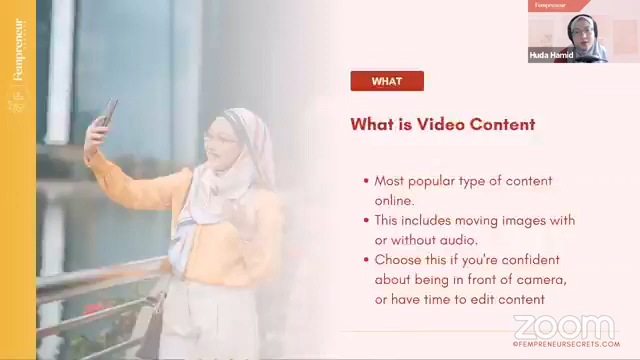 Fempreneur
Fempreneur
Huda Hamid
WHAT
What is Video Content
• Most popular type of content
online.
• This includes moving images with
or without audio.
• Choose this if you're confident
about being in front of camera,
or have time to edit content
zoom
©FEMPRENEURSECRETS.COM